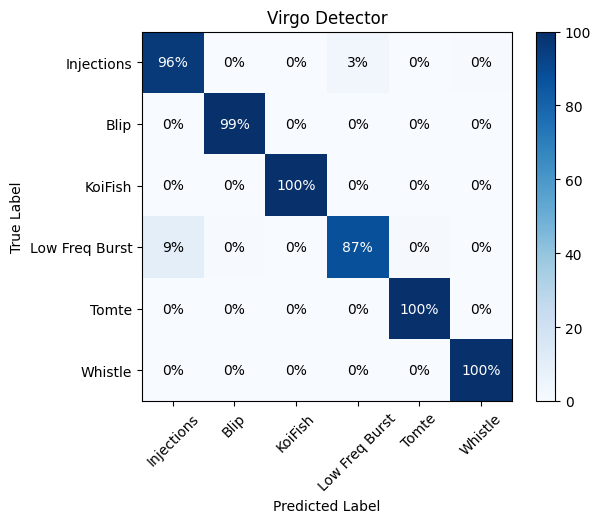 Virgo Detector
True Label
Injections 96% 0% 0% 3% 0% 0%
Blip 0% 99% 0% 0% 0% 0%
KoiFish 0% 0% 100% 0% 0% 0%
Low Freq Burst 9% 0% 0% 87% 0% 0%
Tomte 0% 0% 0% 0% 100% 0%
Whistle 0% 0% 0% 0% 0% 100%
Injections Blip KoiFish Low Freq Burst Tomte Whistle
Predicted Label
100
80
60
40
20
0